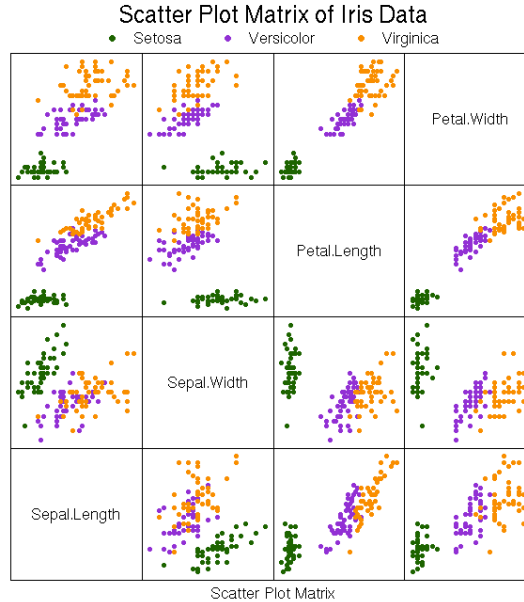 Scatter Plot Matrix of Iris Data
Setosa Versicolor Virginica
Petal.Width
Petal.Length
Sepal.Width
Sepal.Length
Scatter Plot Matrix